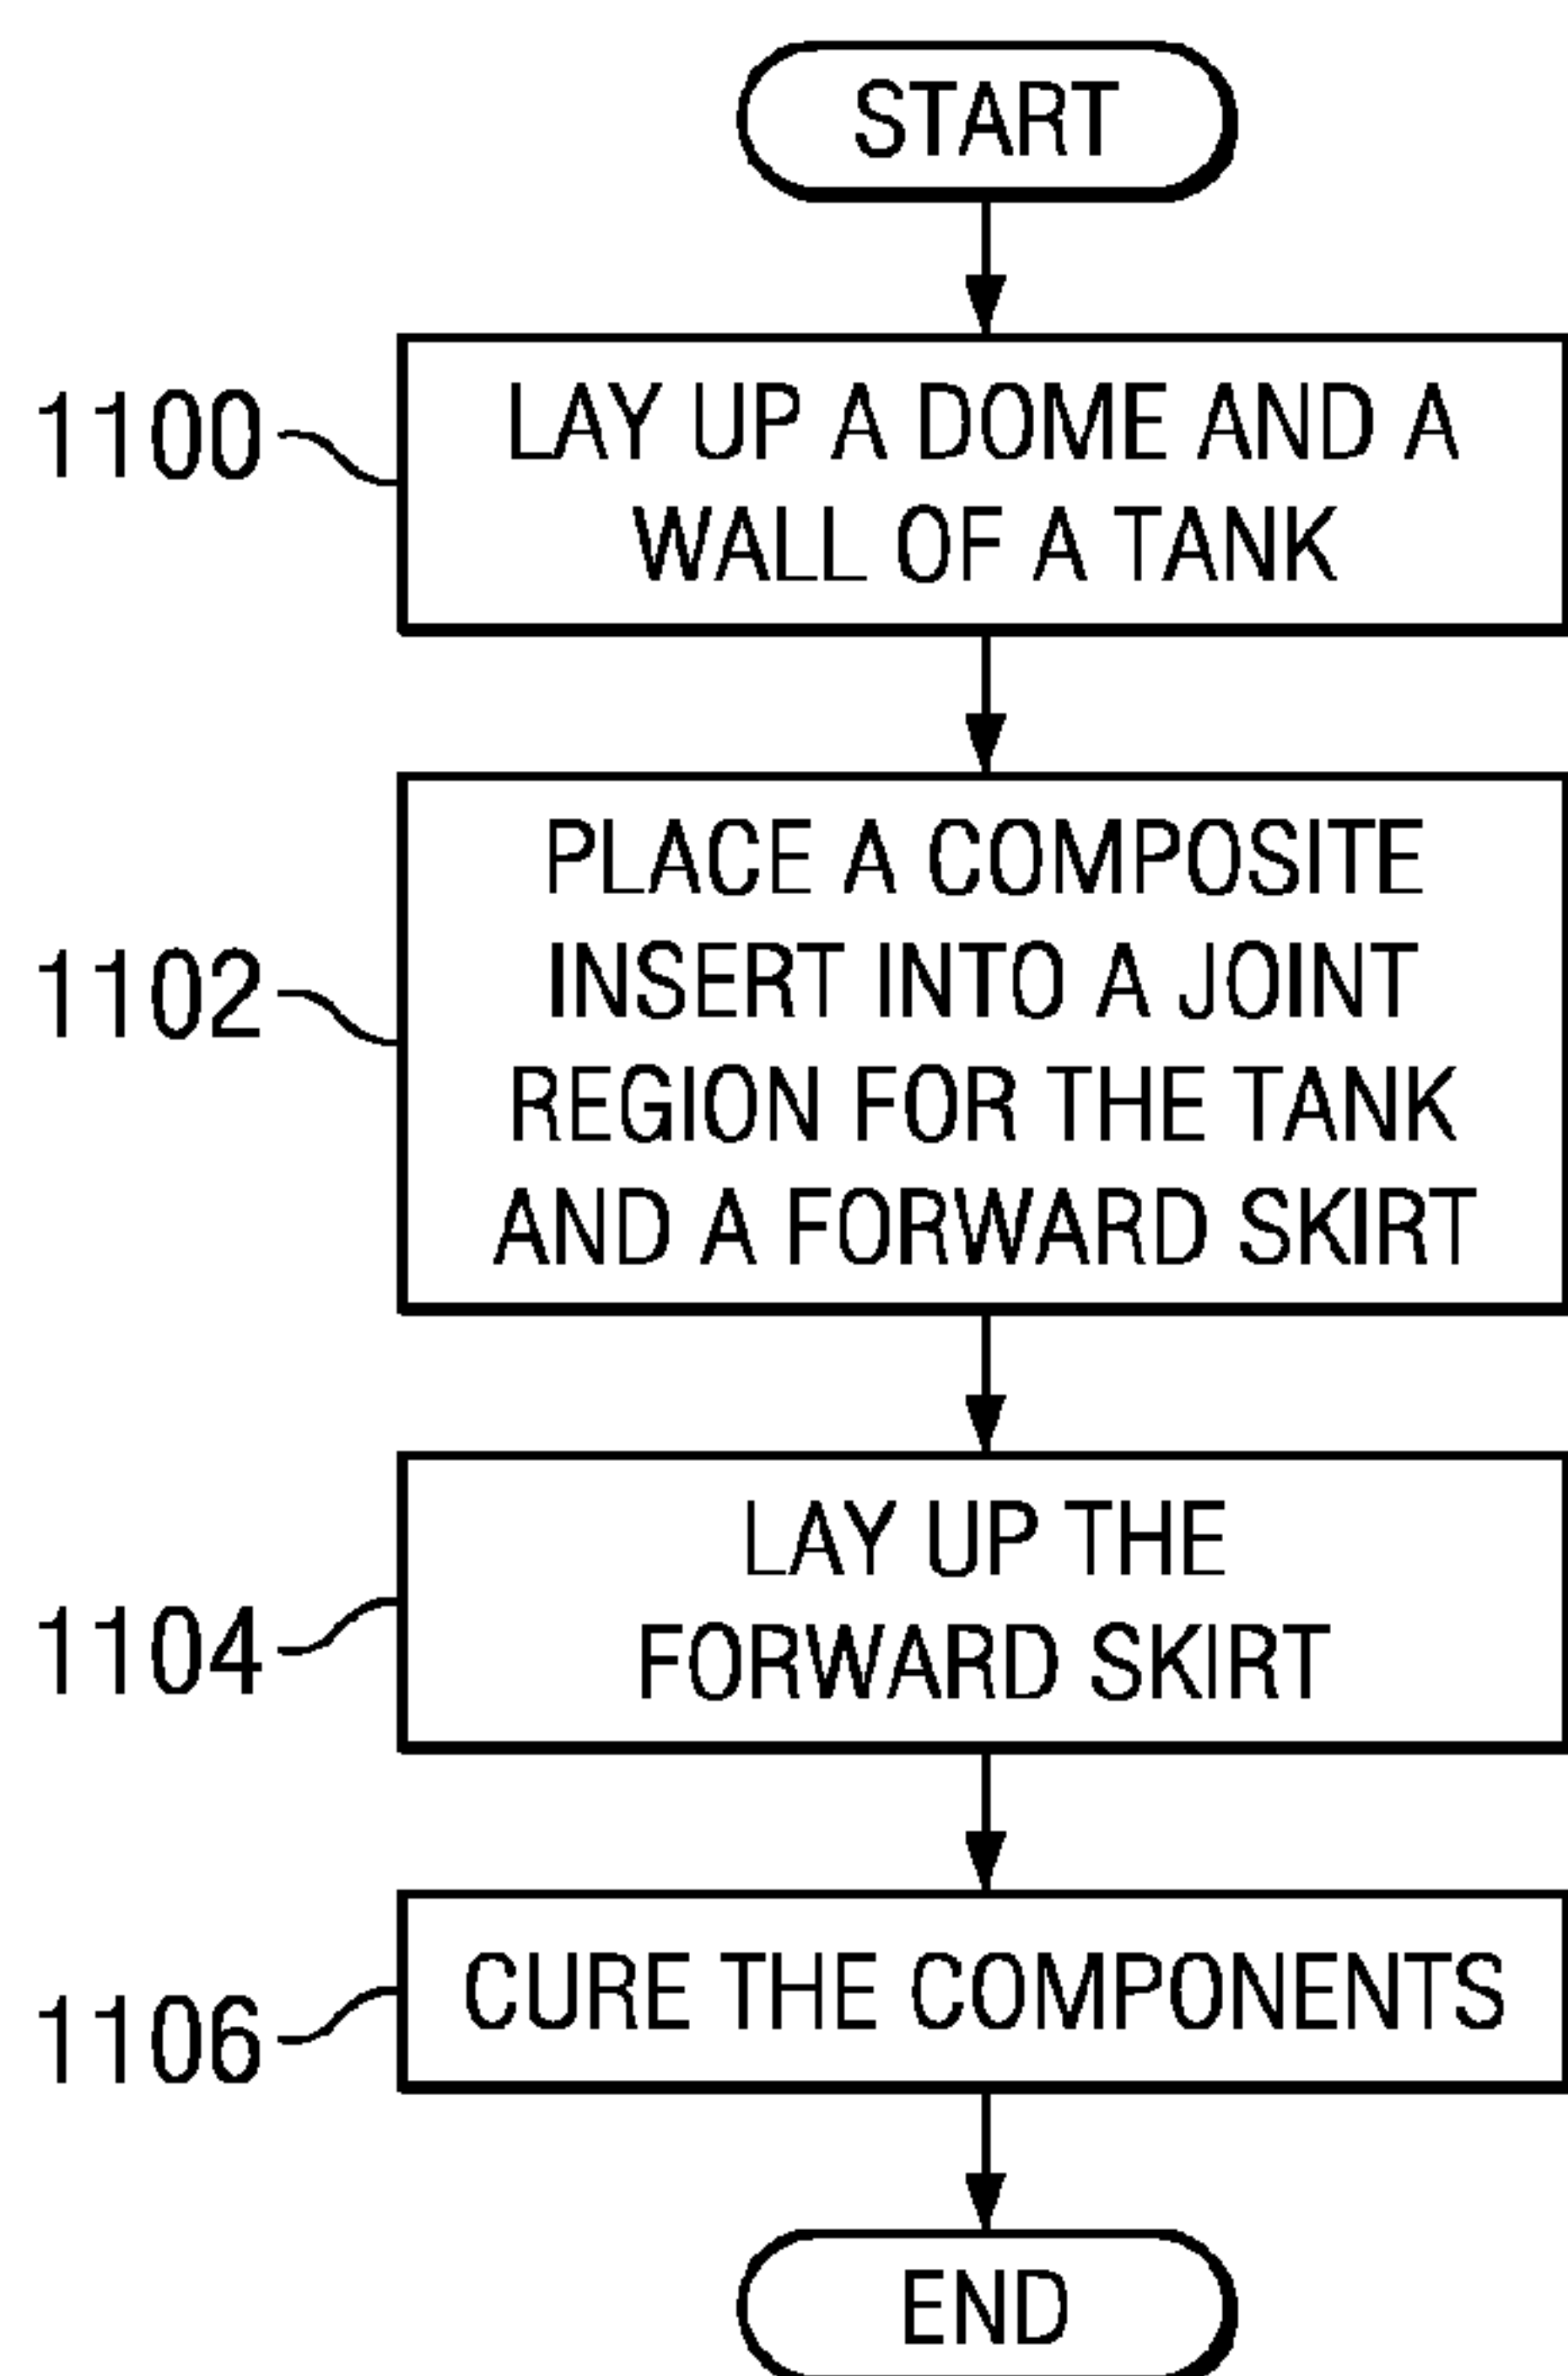 START
1100
LAY UP A DOME AND A
WALL OF A TANK
1102
PLACE A COMPOSITE
INSERT INTO A JOINT
REGION FOR THE TANK
AND A FORWARD SKIRT
1104
LAY UP THE
FORWARD SKIRT
1106
CURE THE COMPONENTS
END